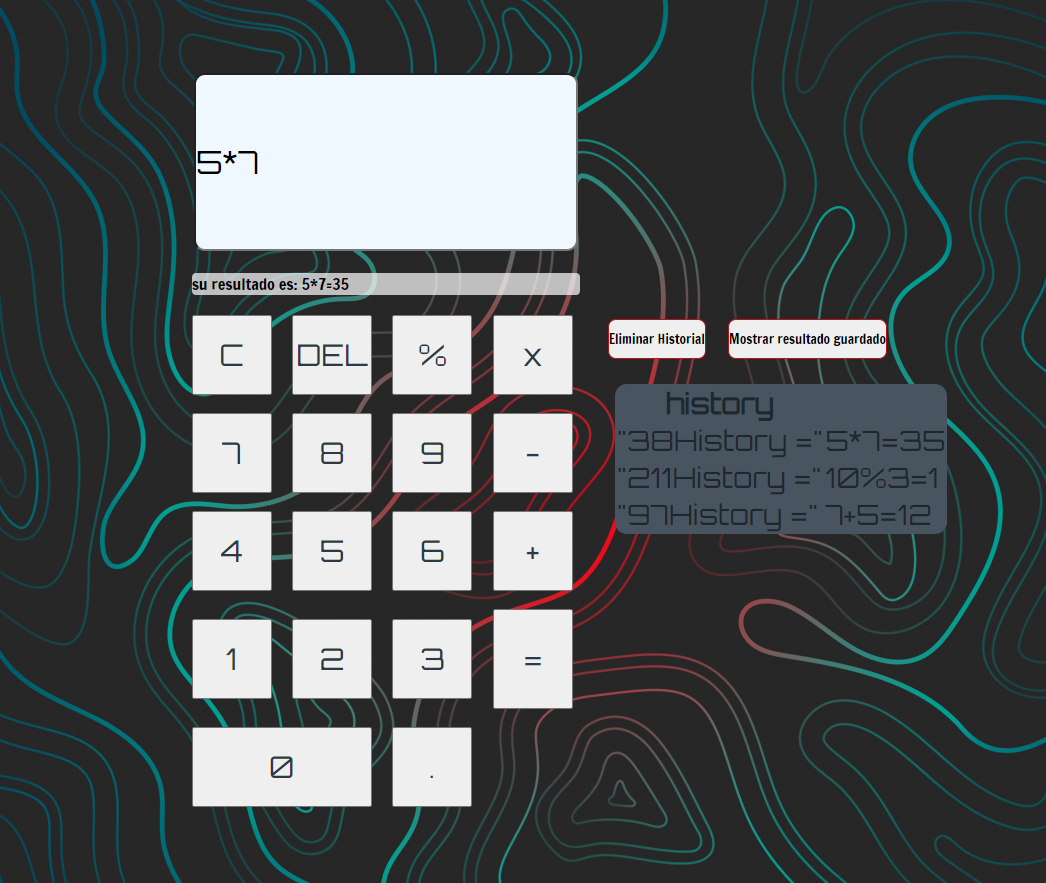 5*7
su resultado es: 5*7=35
C DEL % x
Eliminar Historial Mostrar resultado guardado
history
7 8 9 -
"38History ="5*7=35
"211History ="10%3=1
"97History =" 7+5=12
4 5 6 +
1 2 3 =
0 .